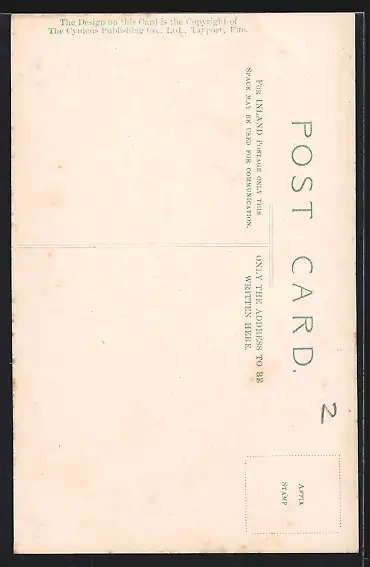 The Design on this Card is the Copyright of
The Cynicus Publishing Co., Ltd., Tayport, Fife.
POST CARD.
FOR INLAND POSTAGE ONLY THIS
SPACE MAY BE USED FOR COMMUNICATION.
ONLY THE ADDRESS TO BE
WRITTEN HERE.
2
AFFIX
STAMP